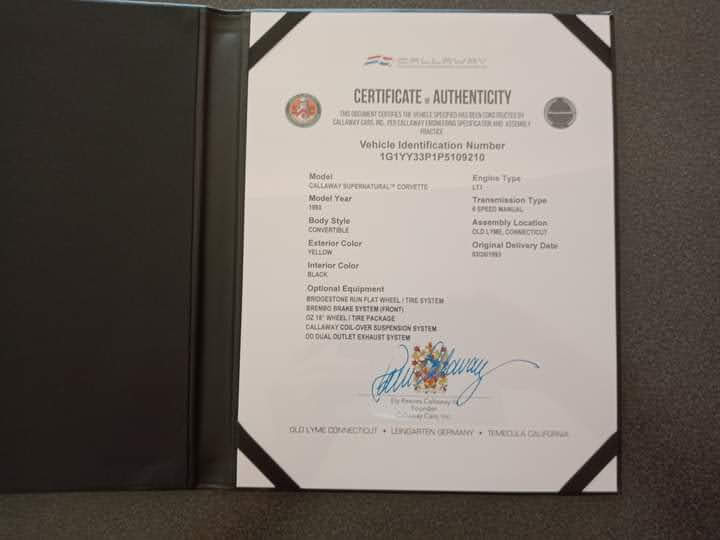 CALLAWAY
CERTIFICATE of AUTHENTICITY
THIS DOCUMENT CERTIFIES THE VEHICLE SPECIFIED HAS BEEN CONSTRUCTED BY
CALLAWAY CARS, INC. PER CALLAWAY ENGINEERING SPECIFICATION AND ASSEMBLY
PRACTICE
Vehicle Identification Number
1G1YY33P1P5109210
Model
CALLAWAY SUPERNATURAL™ CORVETTE
Model Year
1993
Body Style
CONVERTIBLE
Exterior Color
YELLOW
Interior Color
BLACK
Engine Type
LT1
Transmission Type
6 SPEED MANUAL
Assembly Location
OLD LYME, CONNECTICUT
Original Delivery Date
Optional Equipment
BRIDGESTONE RUN FLAT WHEEL / TIRE SYSTEM
BREMBO BRAKE SYSTEM (FRONT)
OZ 18" WHEEL / TIRE PACKAGE
CALLAWAY COIL-OVER SUSPENSION SYSTEM
DD DUAL OUTLET EXHAUST SYSTEM
Ely Reeves Callaway
Founder
Callaway Cars, Inc.
OLD LYME CONNECTICUT • LEINGARTEN GERMANY • TEMECULA CALIFORNIA